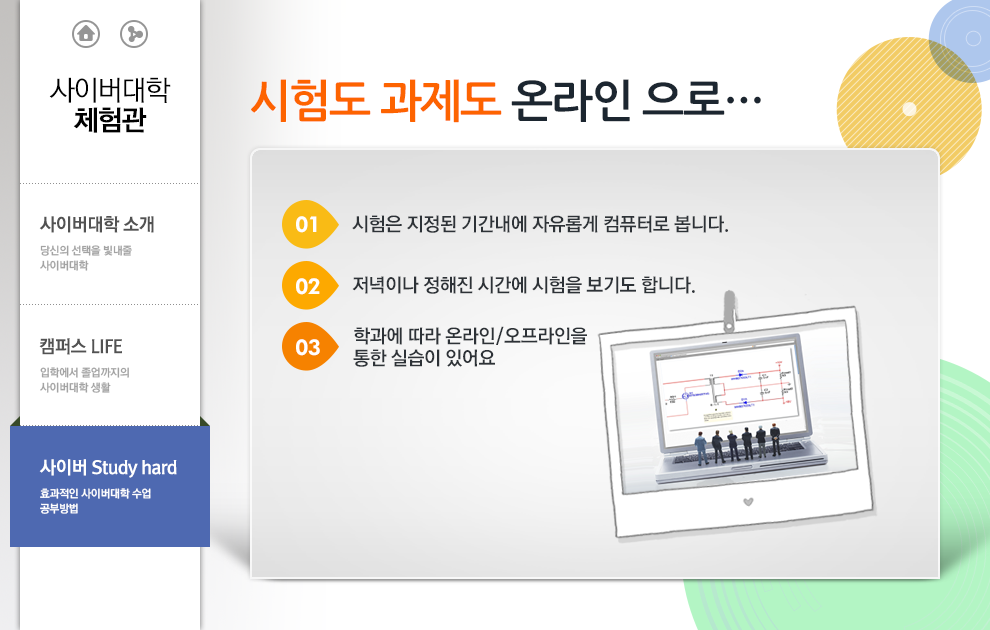 사이버대학
체험관
사이버대학 소개
당신의 선택을 빛내줄
사이버대학
캠퍼스 LIFE
입학에서 졸업까지의
사이버대학 생활
사이버 Study hard
효과적인 사이버대학 수업
공부방법
시험도 과제도 온라인 으로…
01 시험은 지정된 기간내에 자유롭게 컴퓨터로 봅니다.
02 저녁이나 정해진 시간에 시험을 보기도 합니다.
03 학과에 따라 온라인/오프라인을
통한 실습이 있어요